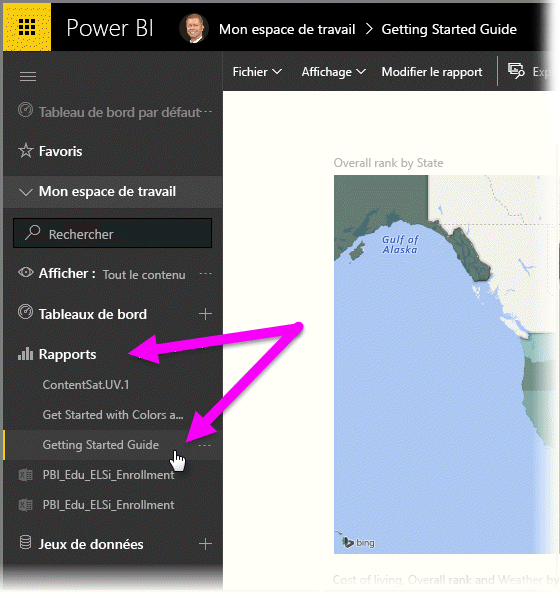 Power BI Mon espace de travail > Getting Started Guide
Fichier Affichage Modifier le rapport
Tableau de bord par défaut ...
Favoris
Mon espace de travail
Rechercher
Afficher : Tout le contenu ...
Tableaux de bord +
Rapports
ContentSat.UV.1
Get Started with Colors a...
Getting Started Guide ...
PBI_Edu_ELSi_Enrollment
PBI_Edu_ELSi_Enrollment
Jeux de données +
Overall rank by State
Gulf of
Alaska
bing
Cost of living, Overall rank and Weather by